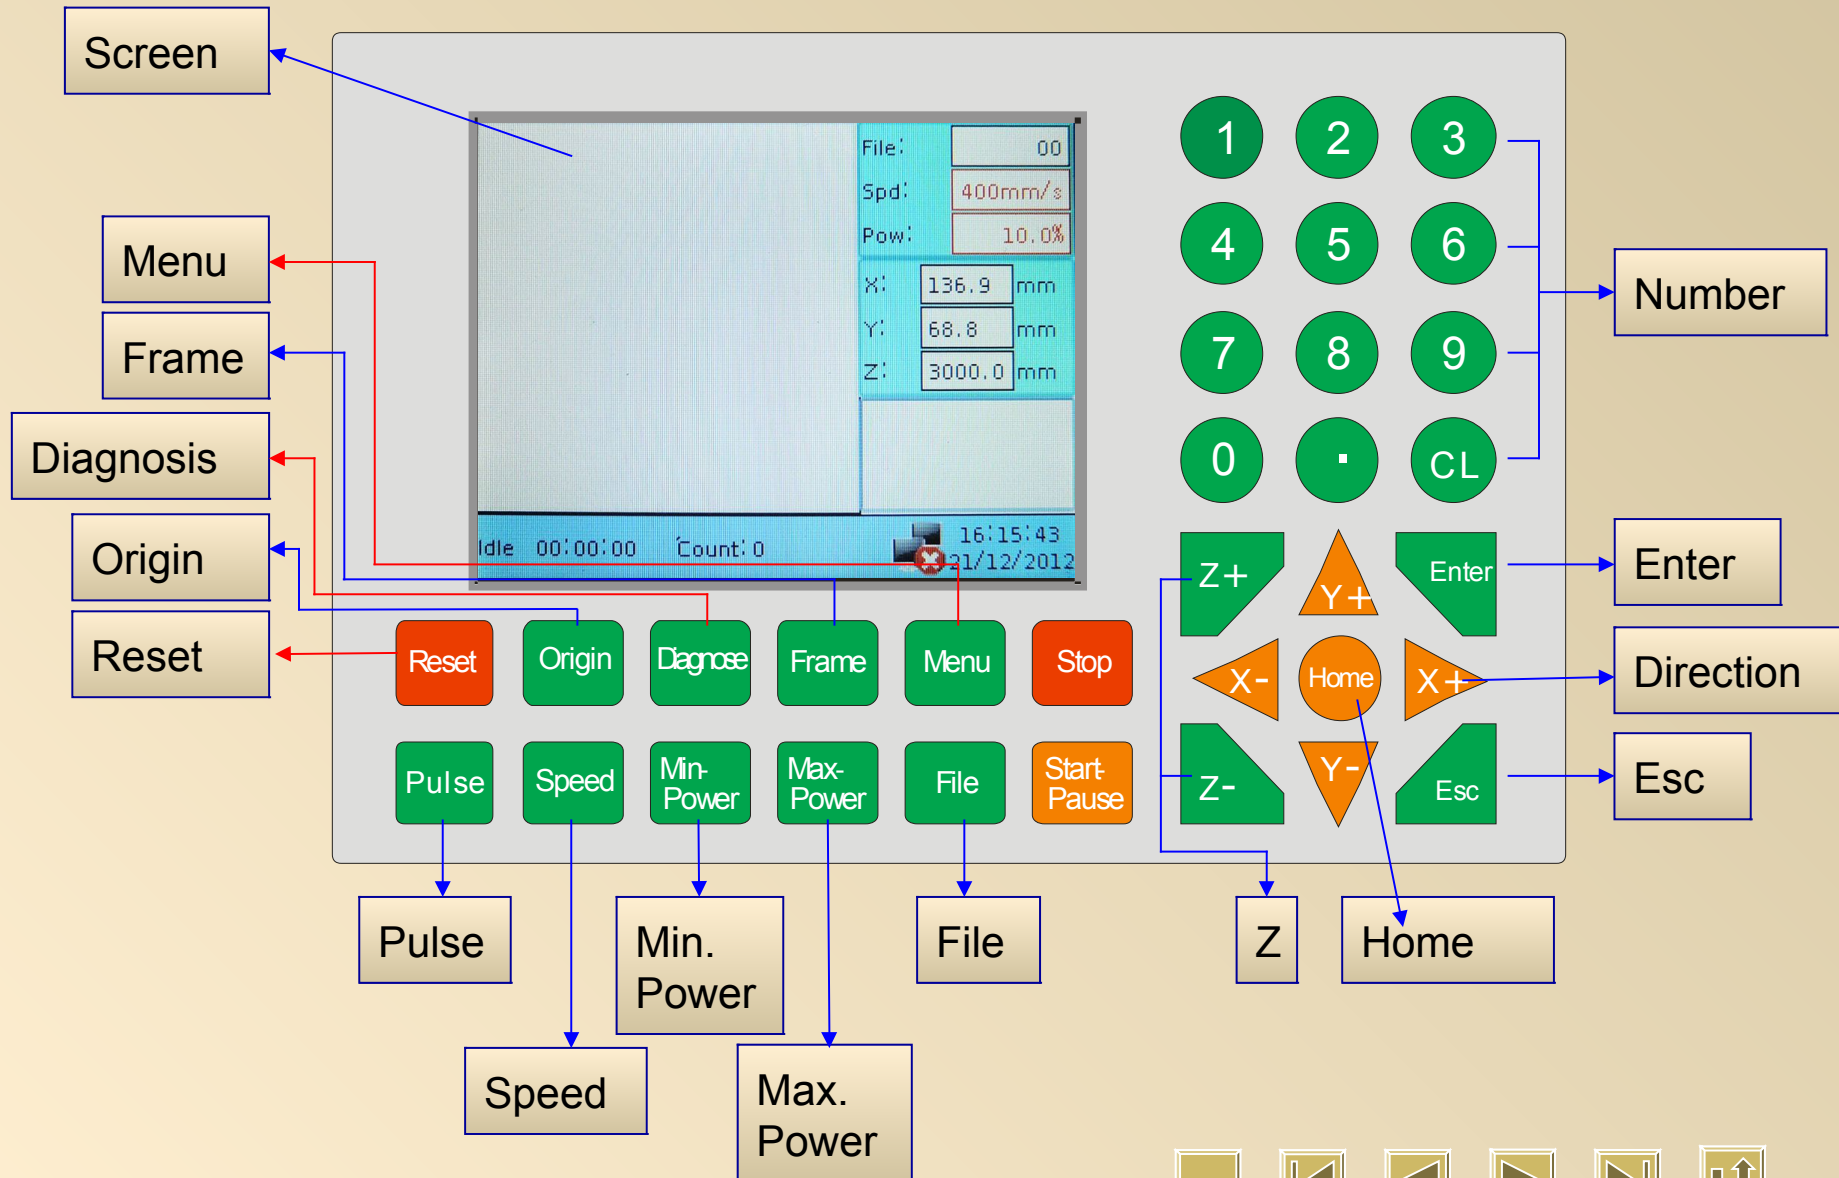 Screen
Menu
Frame
Diagnosis
Origin
Reset
File: 00
Spd: 400mm/s
Pow: 10.0%
X: 136.9 mm
Y: 68.8 mm
Z: 3000.0 mm
Idle 00:00:00 Count: 0
16:15:43
21/12/2012
1 2 3
4 5 6
7 8 9
0 . CL
Number
Z+ Y+ Enter
X- Home X+
Z- Y- Esc
Enter
Direction
Esc
Reset Origin Diagnose Frame Menu Stop
Pulse Speed Min-
Power Max-
Power File Start-
Pause
Pulse
Min.
Power
File
Z
Home
Speed
Max.
Power